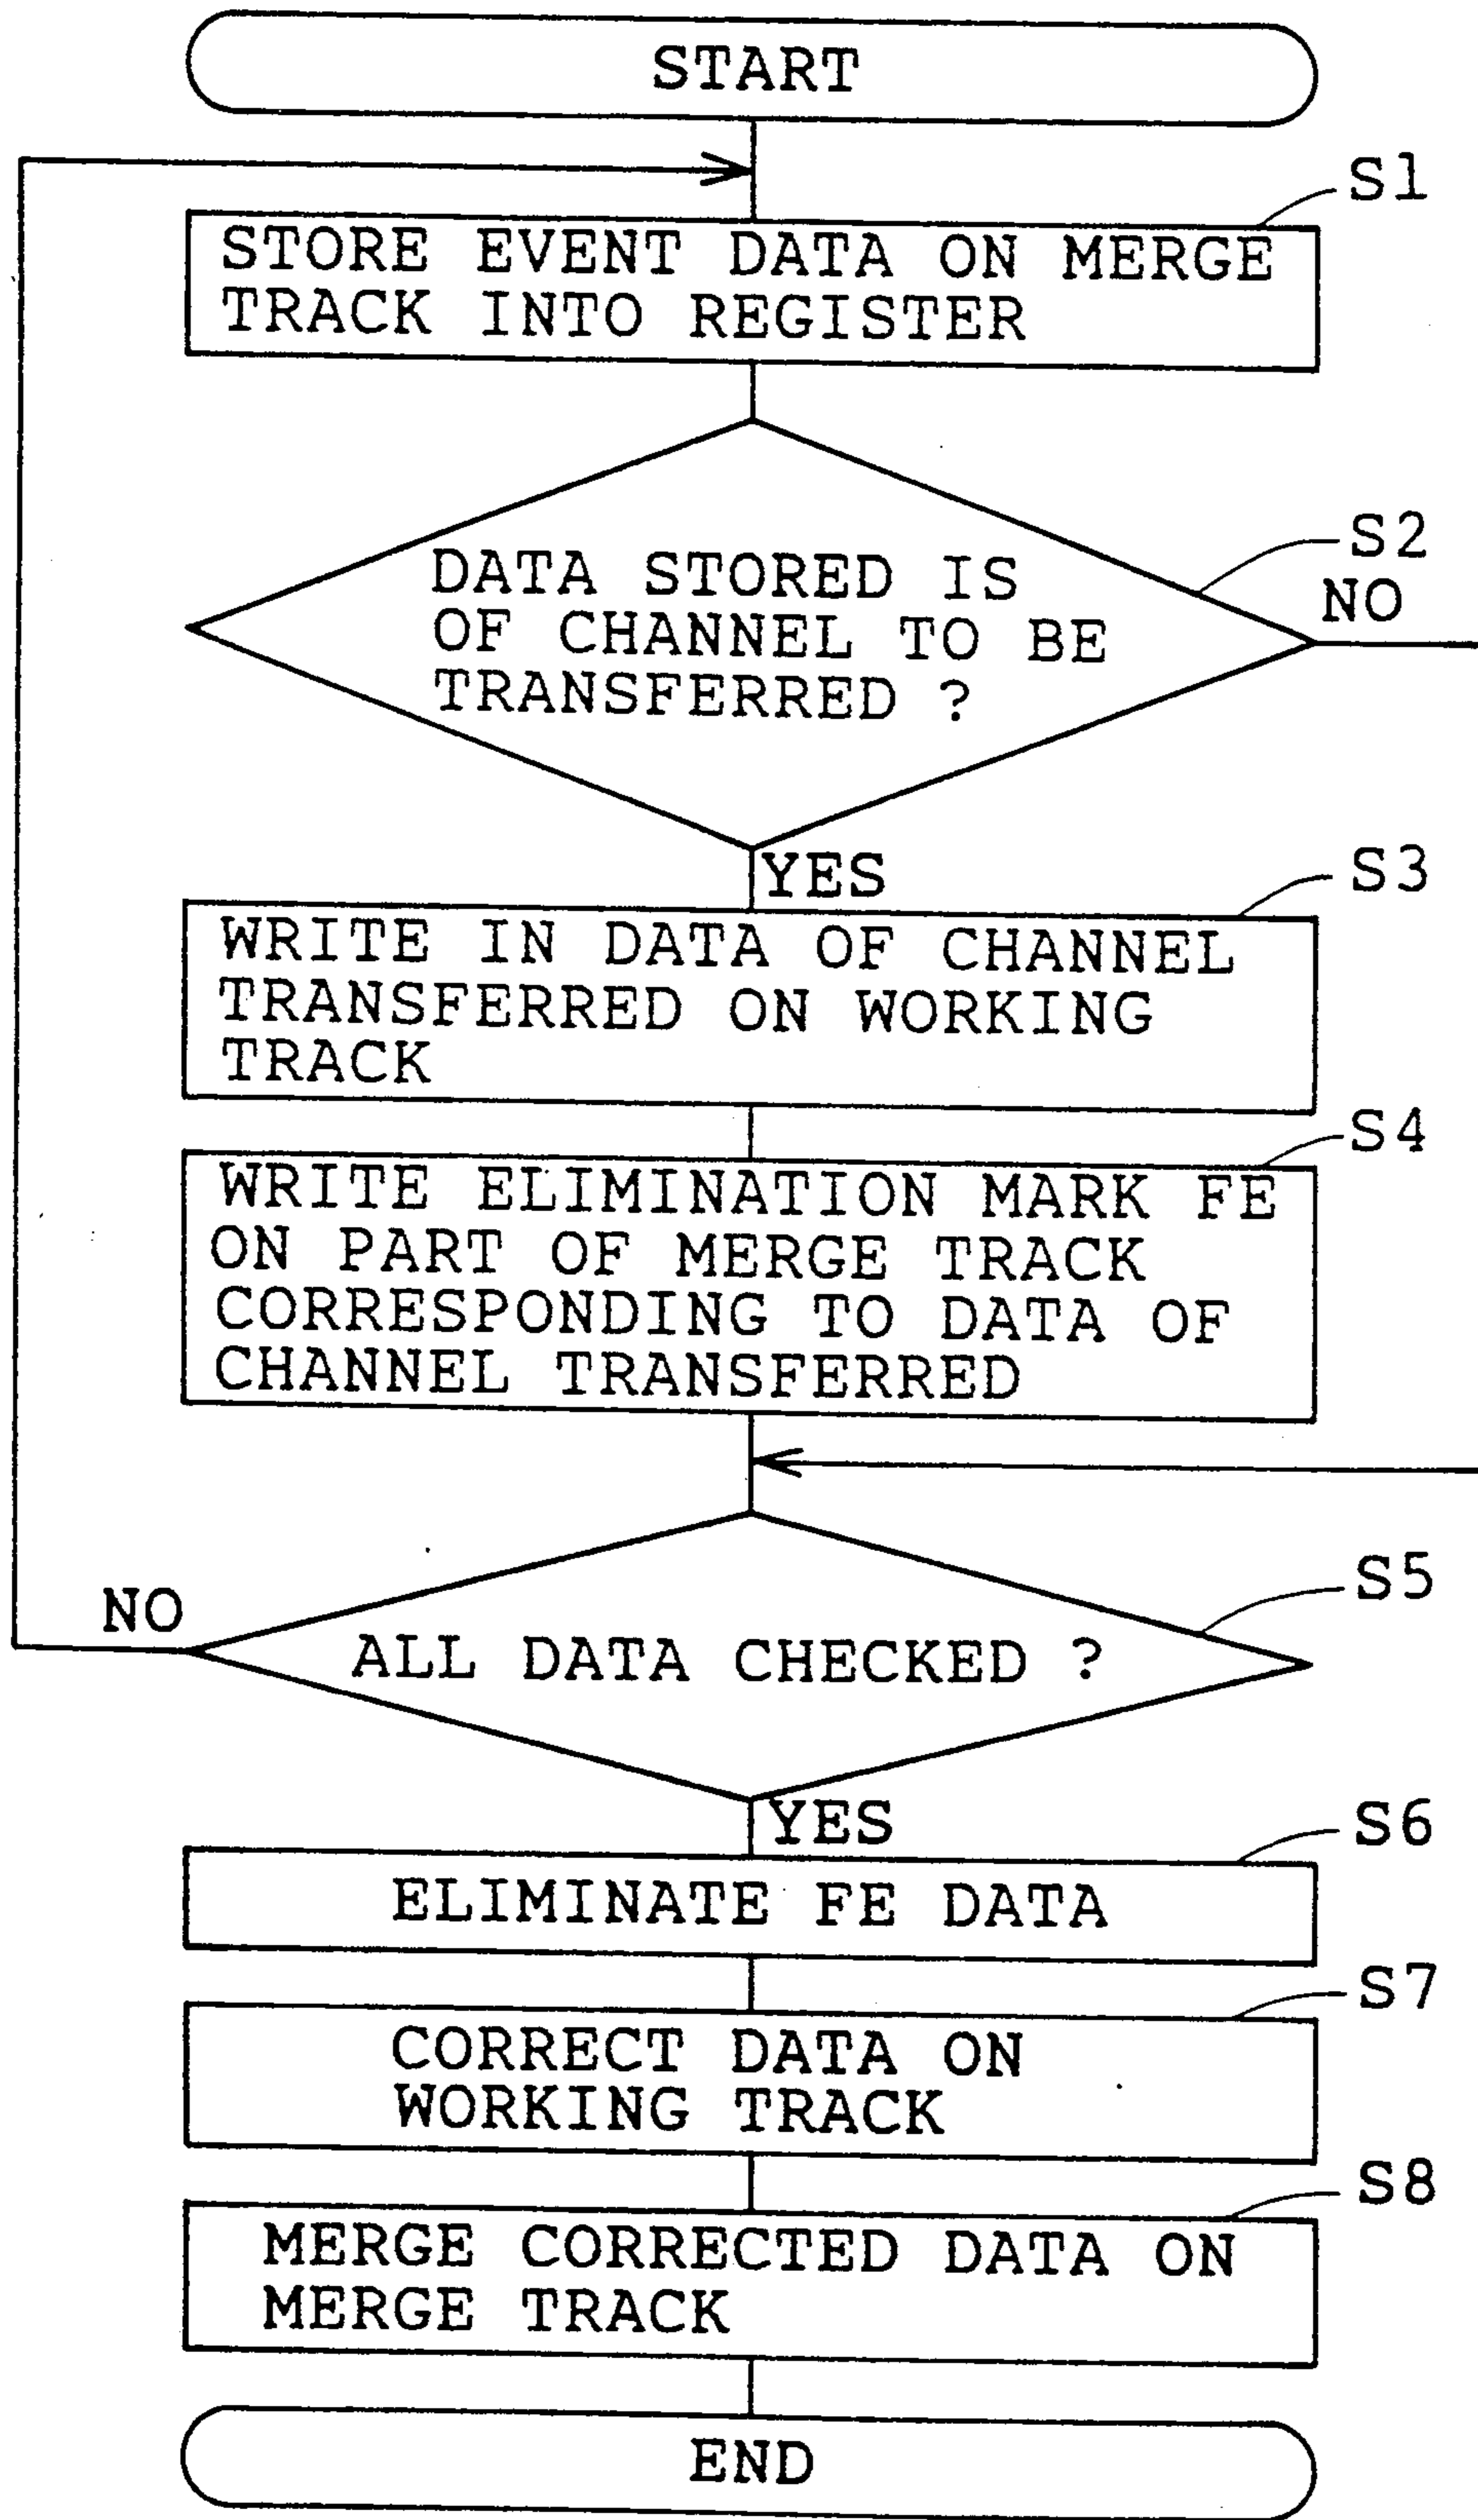 START
S1
STORE EVENT DATA ON MERGE
TRACK INTO REGISTER
S2
NO
DATA STORED IS
OF CHANNEL TO BE
TRANSFERRED ?
YES
S3
WRITE IN DATA OF CHANNEL
TRANSFERRED ON WORKING
TRACK
S4
WRITE ELIMINATION MARK FE
ON PART OF MERGE TRACK
CORRESPONDING TO DATA OF
CHANNEL TRANSFERRED
S5
NO
ALL DATA CHECKED ?
YES
S6
ELIMINATE FE DATA
S7
CORRECT DATA ON
WORKING TRACK
S8
MERGE CORRECTED DATA ON
MERGE TRACK
END